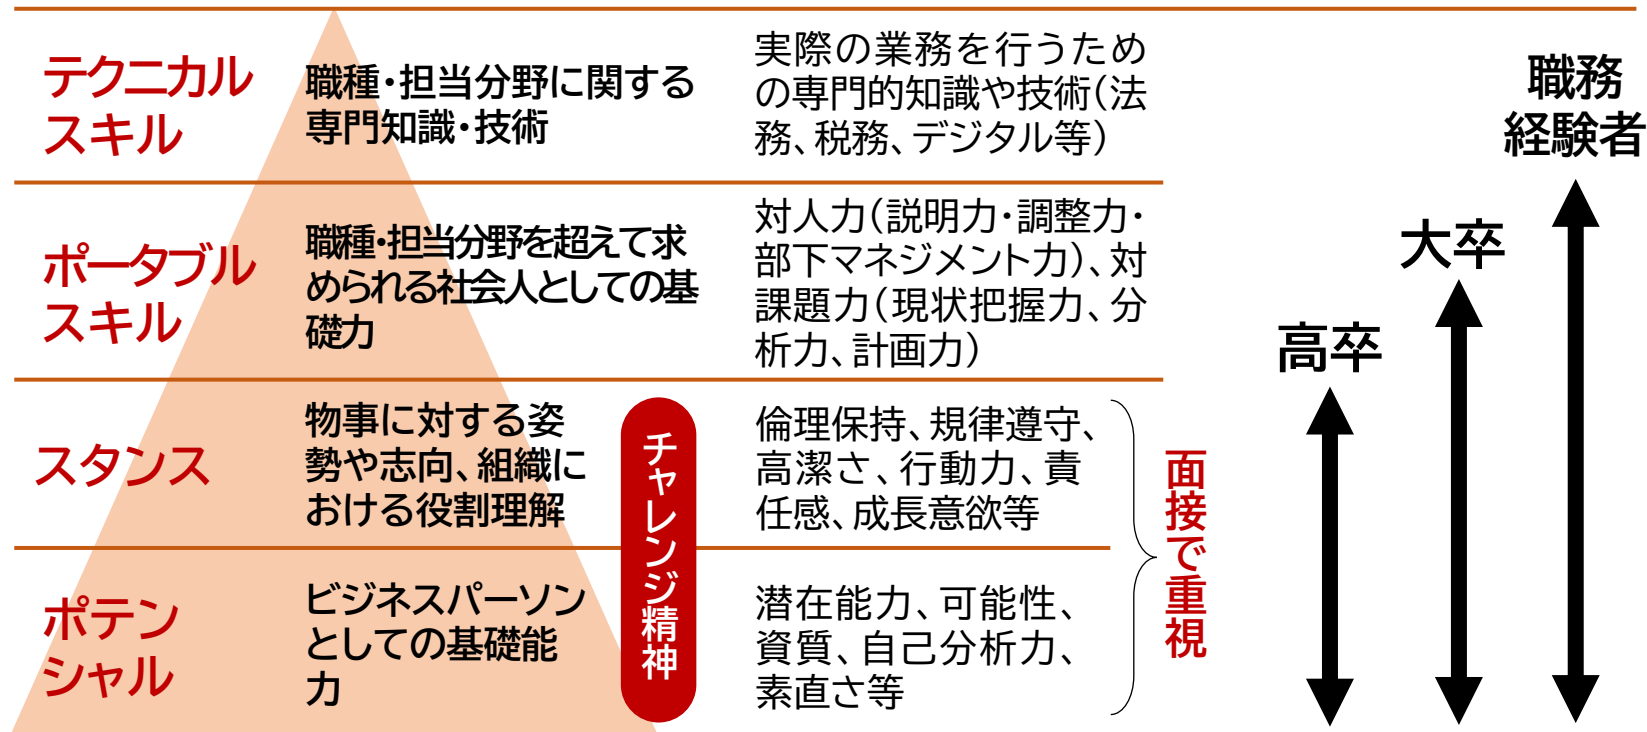 テクニカル
スキル
職種・担当分野に関する
専門知識・技術
実際の業務を行うため
の専門的知識や技術(法
務、税務、デジタル等)
ポータブル
スキル
職種・担当分野を超えて求
められる社会人としての基
礎力
対人力(説明力・調整力・
部下マネジメント力)、対
課題力(現状把握力、分
析力、計画力)
スタンス
物事に対する姿
勢や志向、組織に
おける役割理解
倫理保持、規律遵守、
高潔さ、行動力、責
任感、成長意欲等
ポテン
シャル
ビジネスパーソン
としての基礎能
力
潜在能力、可能性、
資質、自己分析力、
素直さ等
チャレンジ精神
面接で重視
高卒
大卒
職務
経験者